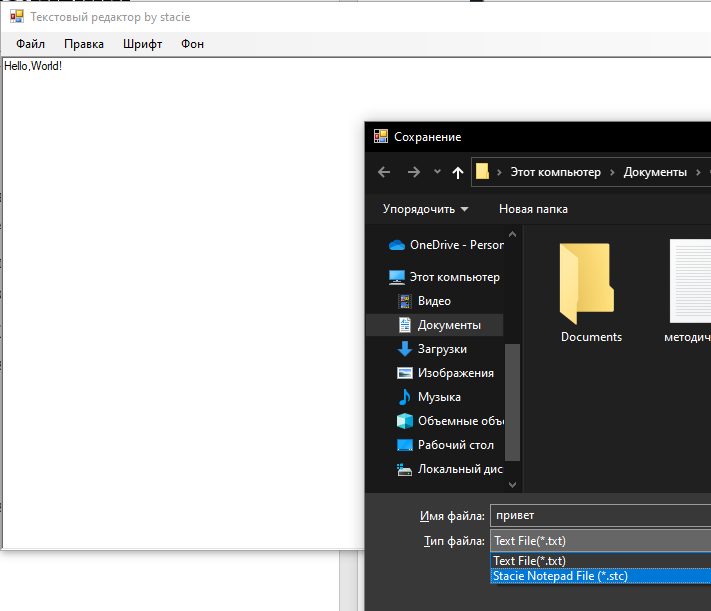 Текстовый редактор by stacie
Файл Правка Шрифт Фон
Hello,World!
Сохранение
Этот компьютер > Документы >
Упорядочить Новая папка
OneDrive - Person
Этот компьютер
Видео
Документы
Загрузки
Изображения
Музыка
Объемные объе
Рабочий стол
Локальный дис
Documents
методич
Имя файла: привет
Тип файла: Text File(*.txt)
Text File(*.txt)
Stacie Notepad File (*.stc)